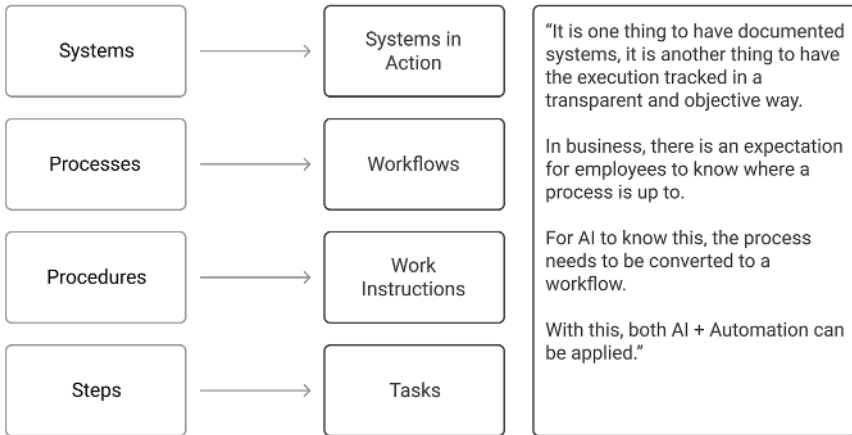 Systems
Systems in
Action
Processes
Workflows
Procedures
Work
Instructions
Steps
Tasks
“It is one thing to have documented
systems, it is another thing to have
the execution tracked in a
transparent and objective way.
In business, there is an expectation
for employees to know where a
process is up to.
For AI to know this, the process
needs to be converted to a
workflow.
With this, both AI + Automation can
be applied.”